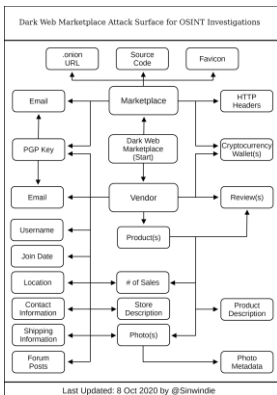 Dark Web Marketplace Attack Surface for OSINT Investigations
.onion
URL
Source
Code
Favicon
Email
Marketplace
HTTP
Headers
PGP Key
Dark Web
Marketplace
(Start)
Cryptocurrency
Wallet(s)
Email
Vendor
Review(s)
Username
Product(s)
Join Date
Location
# of Sales
Contact
Information
Store
Description
Product
Description
Shipping
Information
Photo(s)
Forum
Posts
Photo
Metadata
Last Updated: 8 Oct 2020 by @Sinwindie